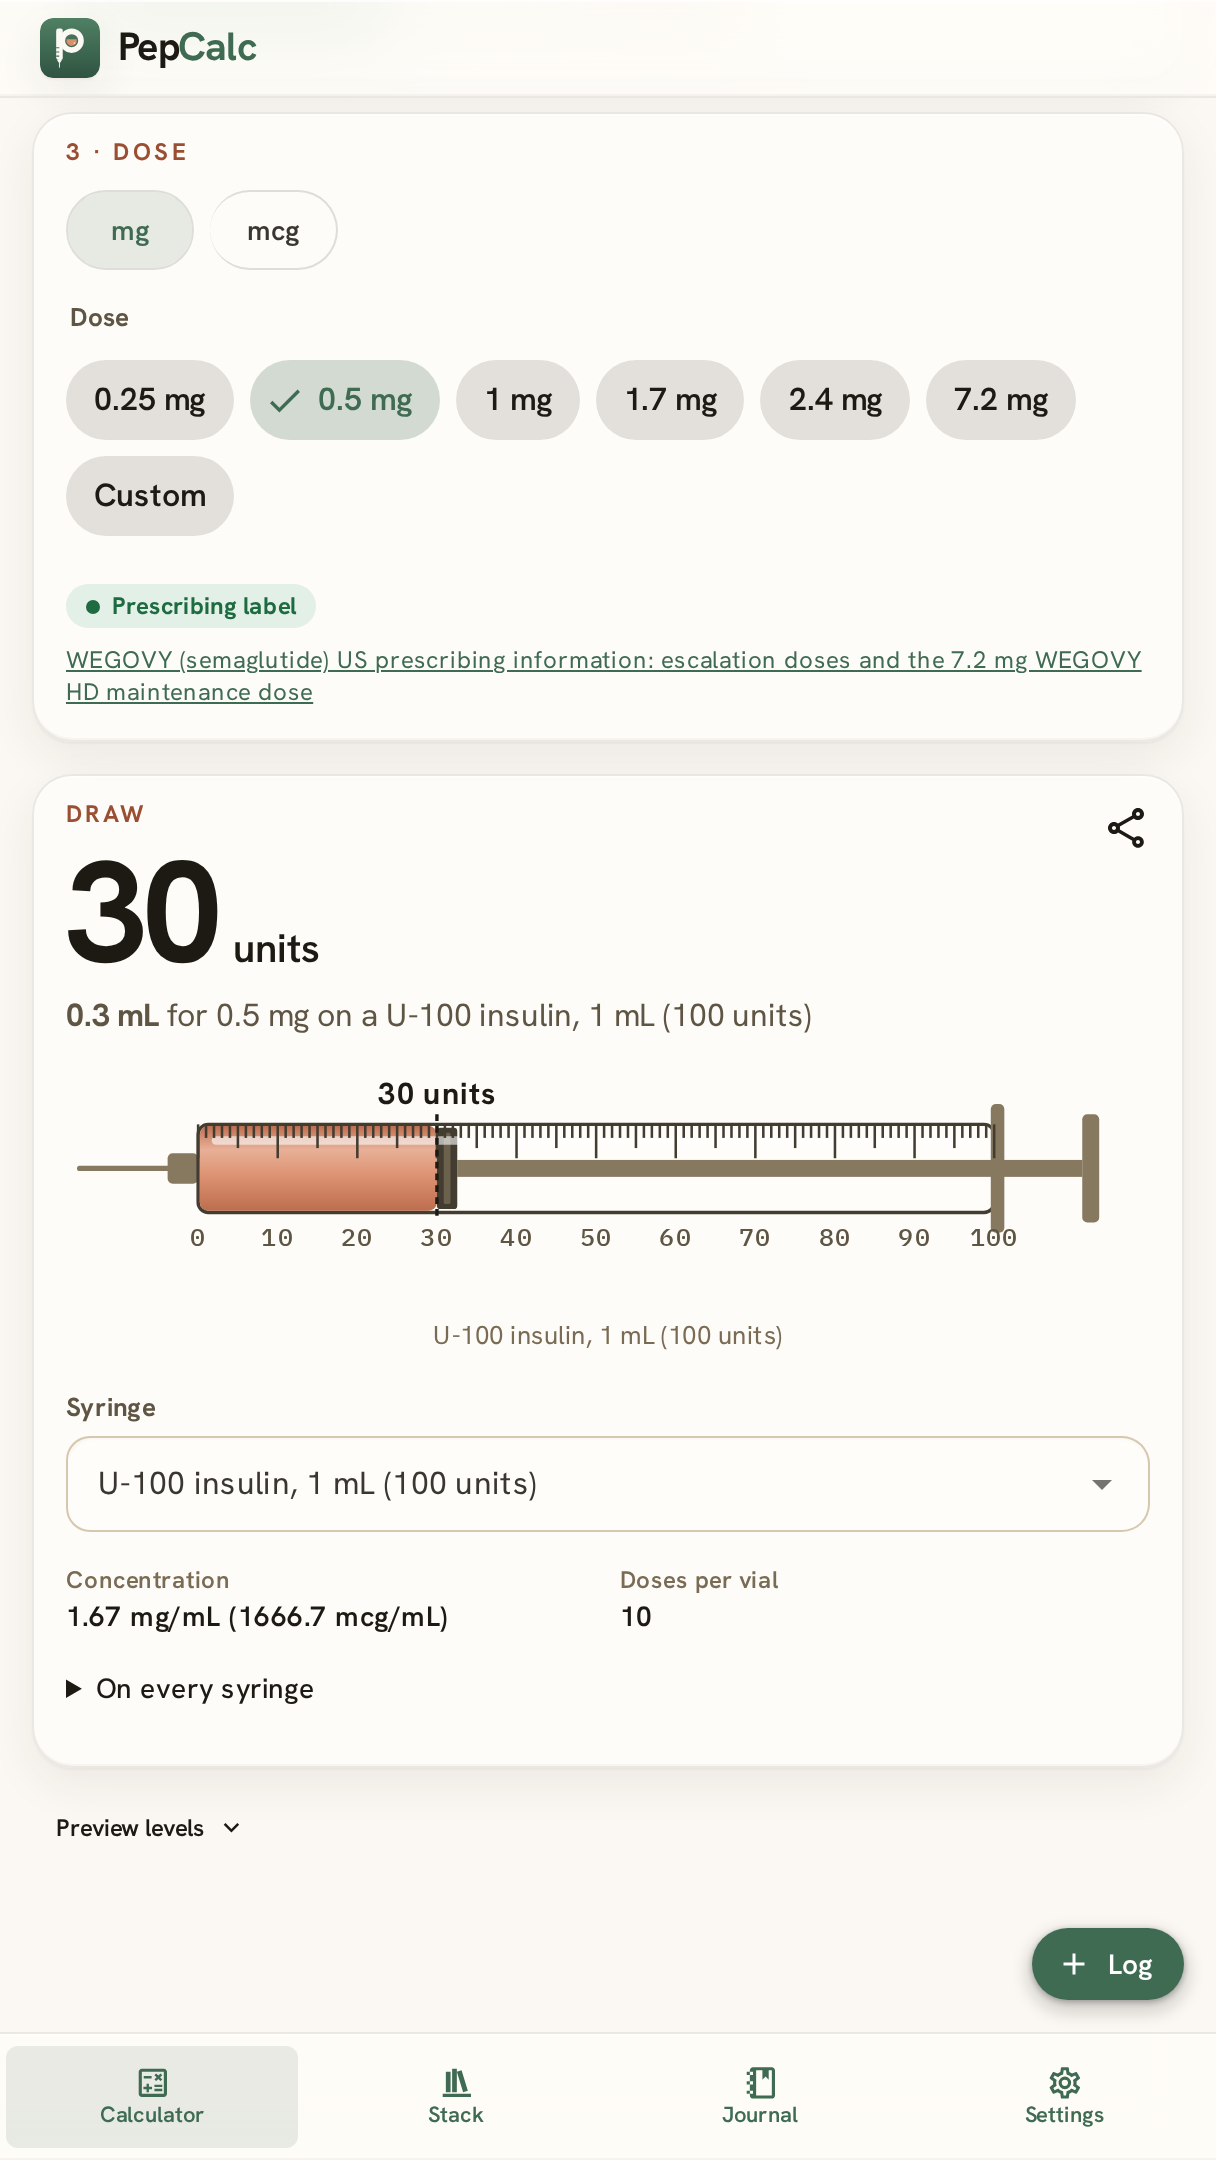 PepCalc
3 · DOSE
mg
mcg
Dose
0.25 mg
0.5 mg
1 mg
1.7 mg
2.4 mg
7.2 mg
Custom
Prescribing label
WEGOVY (semaglutide) US prescribing information: escalation doses and the 7.2 mg WEGOVY
HD maintenance dose
DRAW
30 units
0.3 mL for 0.5 mg on a U-100 insulin, 1 mL (100 units)
30 units
0 10 20 30 40 50 60 70 80 90 100
U-100 insulin, 1 mL (100 units)
Syringe
U-100 insulin, 1 mL (100 units)
Concentration
1.67 mg/mL (1666.7 mcg/mL)
Doses per vial
10
On every syringe
Preview levels
Log
Calculator
Stack
Journal
Settings